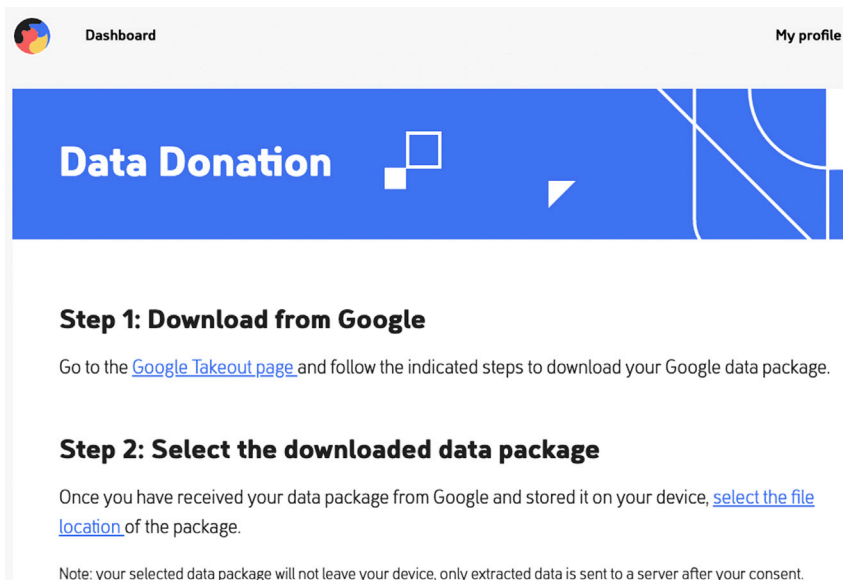 Dashboard
My profile
Data Donation
Step 1: Download from Google
Go to the Google Takeout page and follow the indicated steps to download your Google data package.
Step 2: Select the downloaded data package
Once you have received your data package from Google and stored it on your device, select the file
location of the package.
Note: your selected data package will not leave your device, only extracted data is sent to a server after your consent.